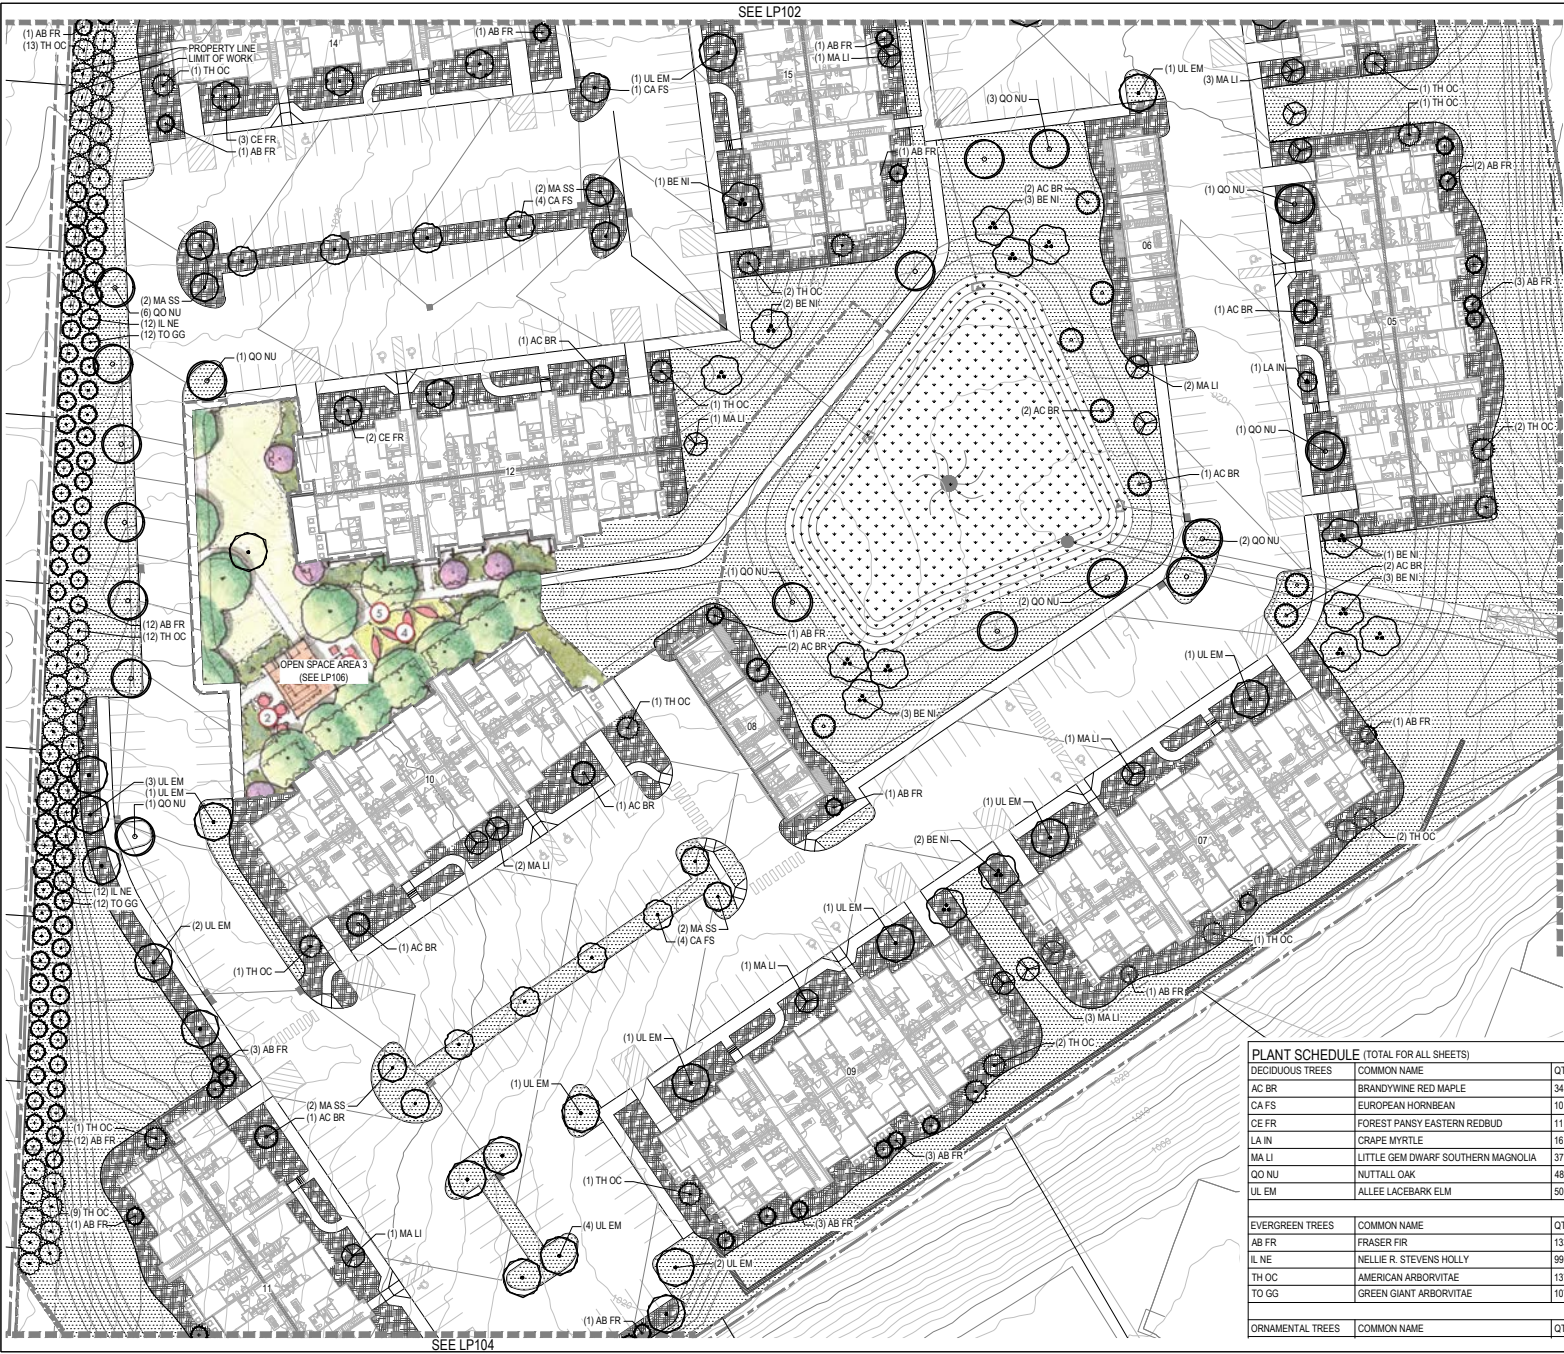 SEE LP102
(1) AB FR
(13) TH OC
PROPERTY LINE
LIMIT OF WORK
(1) TH OC
14
(1) AB FR
(3) CE FR
(1) AB FR
(1) UL EM
(1) CA FS
(1) AB FR
(1) MA LI
15
(1) AB FR
(3) QO NU
(1) UL EM
(3) MA LI
(1) TH OC
(1) TH OC
(2) AB FR
(2) MA SS
(4) CA FS
(1) BE NI
(2) AC BR
(3) BE NI
(1) QO NU
06
05
(3) AB FR
(1) AC BR
(2) MA SS
(6) QO NU
(12) IL NE
(12) TO GG
(2) TH OC
(2) BE NI
(1) AC BR
(1) QO NU
(1) TH OC
(1) MA LI
(2) CE FR
12
(2) MA LI
(2) AC BR
(1) LA IN
(1) QO NU
(2) TH OC
(1) AC BR
(2) QO NU
(1) BE NI
(2) AC BR
(3) BE NI
(1) QO NU
(2) QO NU
(12) AB FR
(12) TH OC
5
4
OPEN SPACE AREA 3
(SEE LP106)
2
(1) AB FR
(2) AC BR
(1) UL EM
(1) TH OC
08
(3) BE NI
(1) MA LI
(1) AB FR
(3) UL EM
(1) UL EM
(1) QO NU
10
(1) AC BR
(1) AB FR
(1) UL EM
(2) BE NI
07
(2) TH OC
(2) MA LI
(12) IL NE
(12) TO GG
(2) UL EM
(1) AC BR
(1) TH OC
(2) MA SS
(4) CA FS
(1) UL EM
(1) MA LI
(1) TH OC
(1) AB FR
(3) MA LI
(3) AB FR
(1) UL EM
(2) TH OC
09
(1) UL EM
(2) MA SS
(1) AC BR
(1) TH OC
(12) AB FR
(3) AB FR
(1) TH OC
(9) TH OC
(1) AB FR
(3) AB FR
(1) MA LI
(4) UL EM
(2) UL EM
11
(1) AB FR
1020
1020
1010
1000
SEE LP104
PLANT SCHEDULE (TOTAL FOR ALL SHEETS)
DECIDUOUS TREES COMMON NAME
AC BR BRANDYWINE RED MAPLE 34
CA FS EUROPEAN HORNBEAN 10
CE FR FOREST PANSY EASTERN REDBUD 11
LA IN CRAPE MYRTLE 16
MA LI LITTLE GEM DWARF SOUTHERN MAGNOLIA 37
QO NU NUTTALL OAK 48
UL EM ALLEE LACEBARK ELM 50
EVERGREEN TREES COMMON NAME
AB FR FRASER FIR
IL NE NELLIE R. STEVENS HOLLY 99
TH OC AMERICAN ARBORVITAE
TO GG GREEN GIANT ARBORVITAE
ORNAMENTAL TREES COMMON NAME